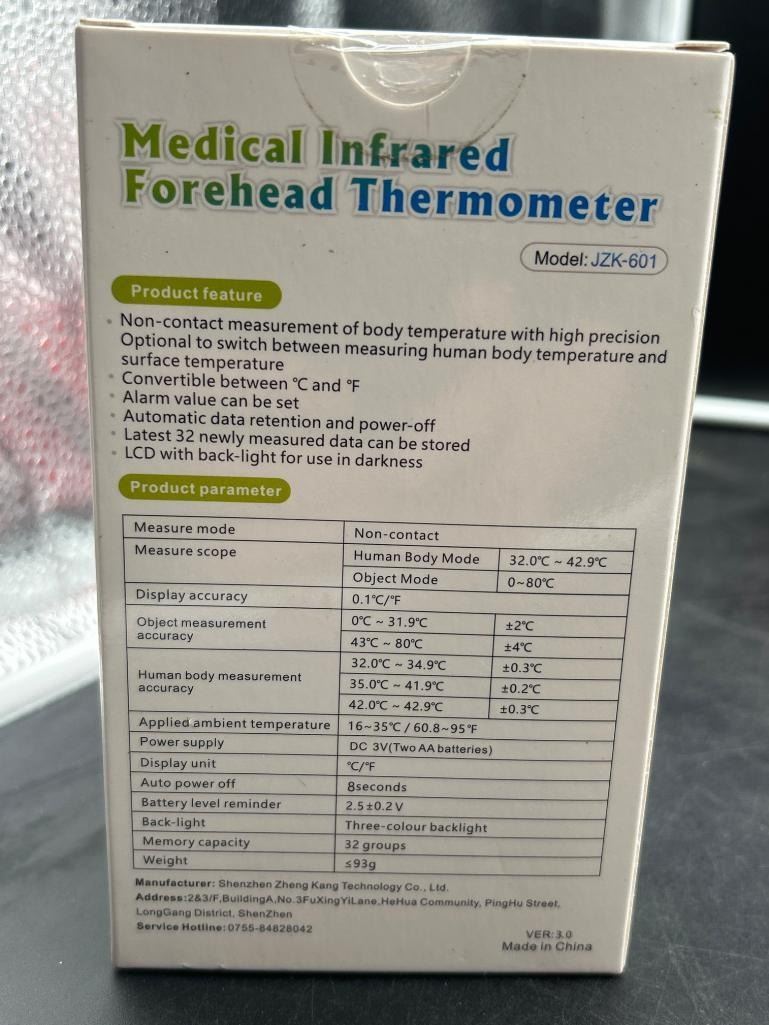 Medical Infrared
Forehead Thermometer
Model: JZK-601
Product feature
• Non-contact measurement of body temperature with high precision
Optional to switch between measuring human body temperature and
surface temperature
• Convertible between ℃ and ℉
• Alarm value can be set
• Automatic data retention and power-off
• Latest 32 newly measured data can be stored
• LCD with back-light for use in darkness
Product parameter
Measure mode Non-contact
Measure scope Human Body Mode 32.0℃ ~ 42.9℃
Object Mode 0~80℃
Display accuracy 0.1℃/℉
Object measurement accuracy 0℃ ~ 31.9℃ ±2℃
43℃ ~ 80℃ ±4℃
Human body measurement accuracy 32.0℃ ~ 34.9℃ ±0.3℃
35.0℃ ~ 41.9℃ ±0.2℃
42.0℃ ~ 42.9℃ ±0.3℃
Applied ambient temperature 16~35℃ / 60.8~95℉
Power supply DC 3V(Two AA batteries)
Display unit ℃/℉
Auto power off 8seconds
Battery level reminder 2.5±0.2V
Back-light Three-colour backlight
Memory capacity 32 groups
Weight ≤93g
Manufacturer: Shenzhen Zheng Kang Technology Co., Ltd.
Address:2&3/F,BuildingA,No.3FuXingYiLane,HeHua Community, PingHu Street,
LongGang District, ShenZhen
Service Hotline:0755-84828042
VER:3.0
Made in China